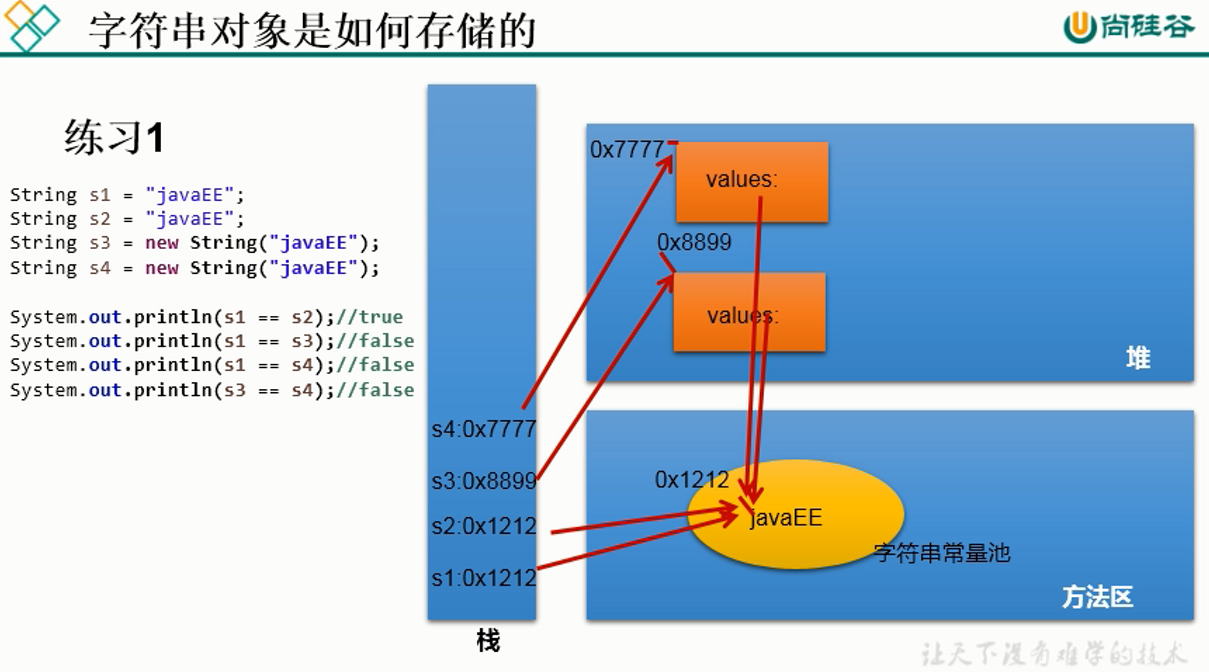 字符串对象是如何存储的
尚硅谷
练习1
String s1 = "javaEE";
String s2 = "javaEE";
String s3 = new String("javaEE");
String s4 = new String("javaEE");
System.out.println(s1 == s2);//true
System.out.println(s1 == s3);//false
System.out.println(s1 == s4);//false
System.out.println(s3 == s4);//false
s4:0x7777
s3:0x8899
s2:0x1212
s1:0x1212
栈
0x7777
values:
0x8899
values:
堆
0x1212
javaEE
字符串常量池
方法区
让天下没有难学的技术